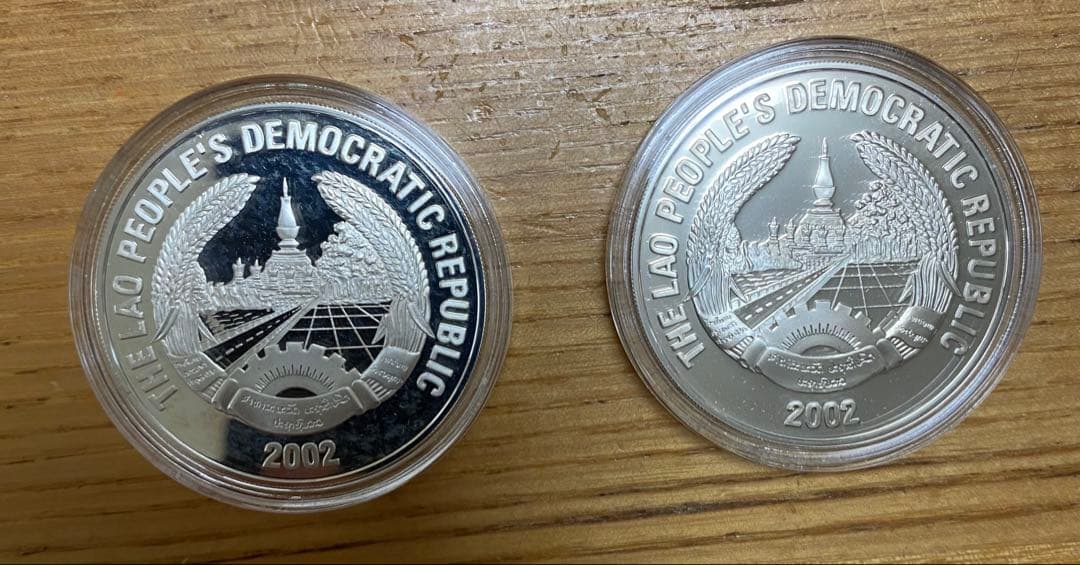 THE LAO PEOPLE'S DEMOCRATIC REPUBLIC
2002
THE LAO PEOPLE'S DEMOCRATIC REPUBLIC
2002